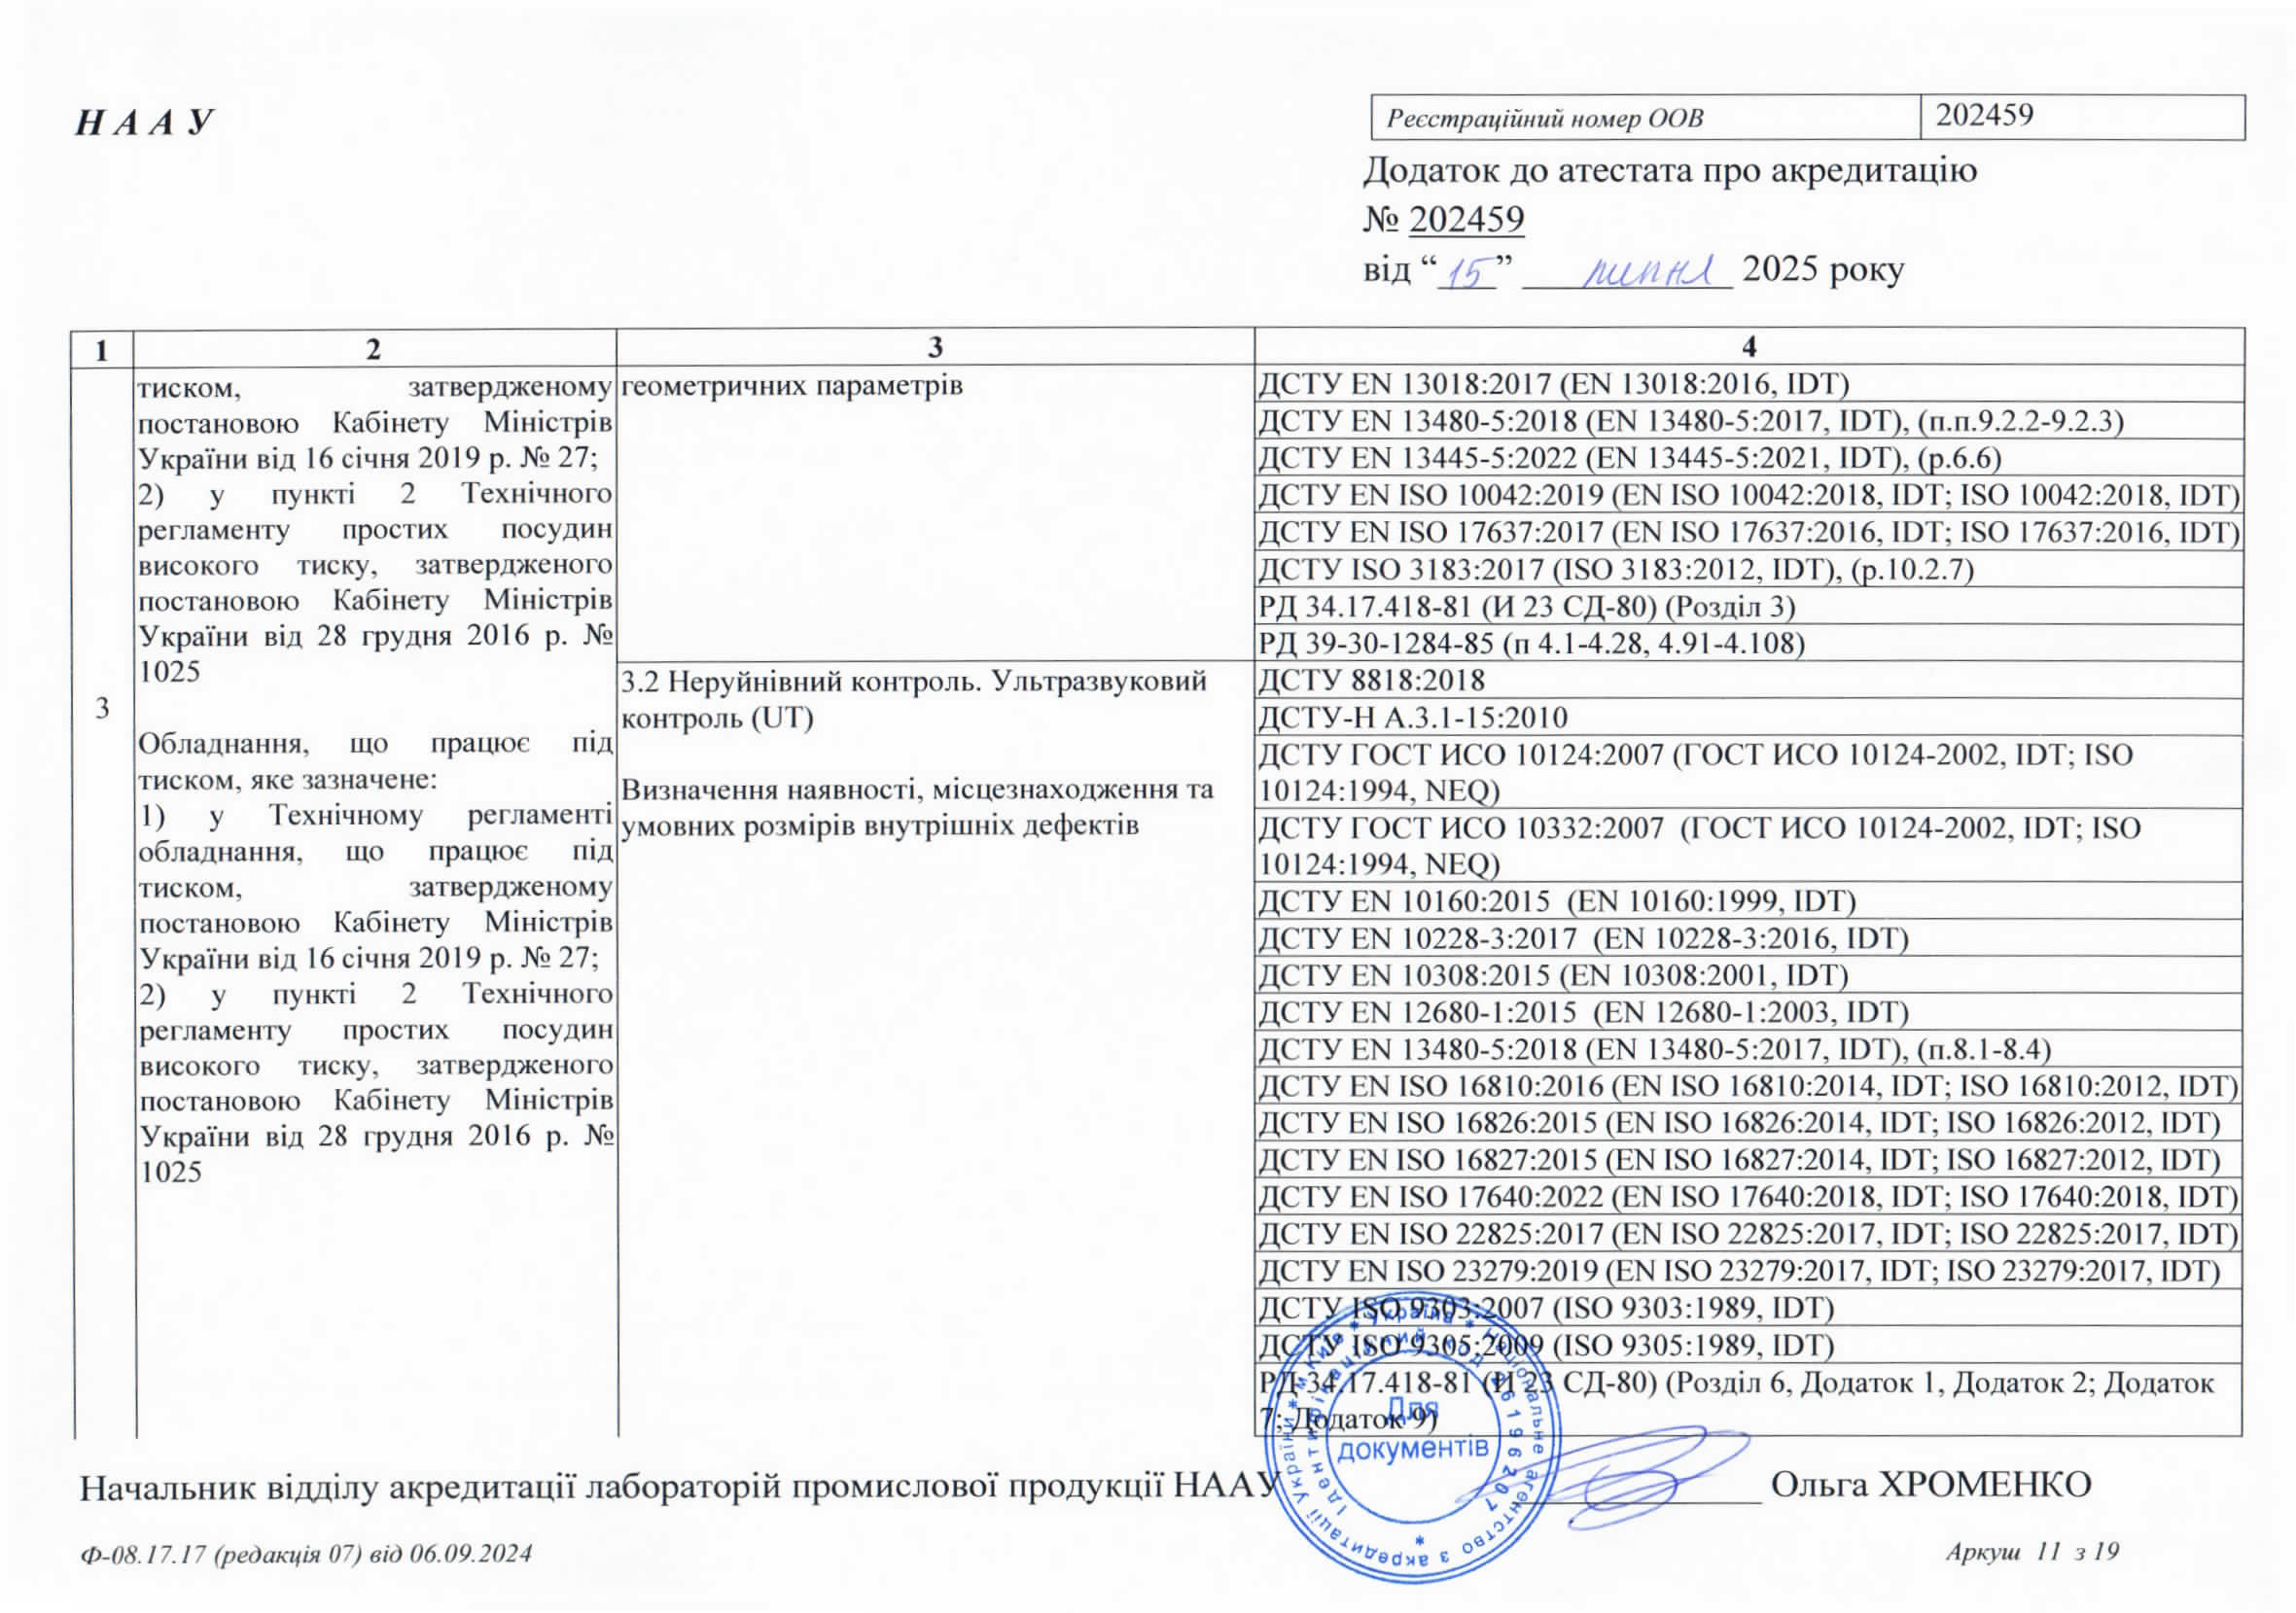 НААУ
Реєстраційний номер ООВ 202459
Додаток до атестата про акредитацію
№ 202459
від “15” липня 2025 року
1 2 3 4
тиском, затвердженому
постановою Кабінету Міністрів
України від 16 січня 2019 р. № 27;
2) у пункті 2 Технічного
регламенту простих посудин
високого тиску, затвердженого
постановою Кабінету Міністрів
України від 28 грудня 2016 р. №
1025
3
Обладнання, що працює під
тиском, яке зазначене:
1) у Технічному регламенті
обладнання, що працює під
тиском, затвердженому
постановою Кабінету Міністрів
України від 16 січня 2019 р. № 27;
2) у пункті 2 Технічного
регламенту простих посудин
високого тиску, затвердженого
постановою Кабінету Міністрів
України від 28 грудня 2016 р. №
1025
геометричних параметрів
ДСТУ EN 13018:2017 (EN 13018:2016, IDT)
ДСТУ EN 13480-5:2018 (EN 13480-5:2017, IDT), (п.п.9.2.2-9.2.3)
ДСТУ EN 13445-5:2022 (EN 13445-5:2021, IDT), (р.6.6)
ДСТУ EN ISO 10042:2019 (EN ISO 10042:2018, IDT; ISO 10042:2018, IDT)
ДСТУ EN ISO 17637:2017 (EN ISO 17637:2016, IDT; ISO 17637:2016, IDT)
ДСТУ ISO 3183:2017 (ISO 3183:2012, IDT), (р.10.2.7)
РД 34.17.418-81 (И 23 СД-80) (Розділ 3)
РД 39-30-1284-85 (п 4.1-4.28, 4.91-4.108)
3.2 Неруйнівний контроль. Ультразвуковий
контроль (UT)
Визначення наявності, місцезнаходження та
умовних розмірів внутрішніх дефектів
ДСТУ 8818:2018
ДСТУ-Н А.3.1-15:2010
ДСТУ ГОСТ ИСО 10124:2007 (ГОСТ ИСО 10124-2002, IDT; ISO
10124:1994, NEQ)
ДСТУ ГОСТ ИСО 10332:2007 (ГОСТ ИСО 10124-2002, IDT; ISO
10124:1994, NEQ)
ДСТУ EN 10160:2015 (EN 10160:1999, IDT)
ДСТУ EN 10228-3:2017 (EN 10228-3:2016, IDT)
ДСТУ EN 10308:2015 (EN 10308:2001, IDT)
ДСТУ EN 12680-1:2015 (EN 12680-1:2003, IDT)
ДСТУ EN 13480-5:2018 (EN 13480-5:2017, IDT), (п.8.1-8.4)
ДСТУ EN ISO 16810:2016 (EN ISO 16810:2014, IDT; ISO 16810:2012, IDT)
ДСТУ EN ISO 16826:2015 (EN ISO 16826:2014, IDT; ISO 16826:2012, IDT)
ДСТУ EN ISO 16827:2015 (EN ISO 16827:2014, IDT; ISO 16827:2012, IDT)
ДСТУ EN ISO 17640:2022 (EN ISO 17640:2018, IDT; ISO 17640:2018, IDT)
ДСТУ EN ISO 22825:2017 (EN ISO 22825:2017, IDT; ISO 22825:2017, IDT)
ДСТУ EN ISO 23279:2019 (EN ISO 23279:2017, IDT; ISO 23279:2017, IDT)
ДСТУ ISO 9303:2007 (ISO 9303:1989, IDT)
ДСТУ ISO 9305:2009 (ISO 9305:1989, IDT)
РД 34.17.418-81 (И 23 СД-80) (Розділ 6, Додаток 1, Додаток 2; Додаток
7; Додаток 9)
Національне агентство з акредитації України * м.Київ * Україна *
Ідентифікаційний код 26196207 *
Для
документів
Начальник відділу акредитації лабораторій промислової продукції НААУ Ольга ХРОМЕНКО
Ф-08.17.17 (редакція 07) від 06.09.2024
Аркуш 11 з 19